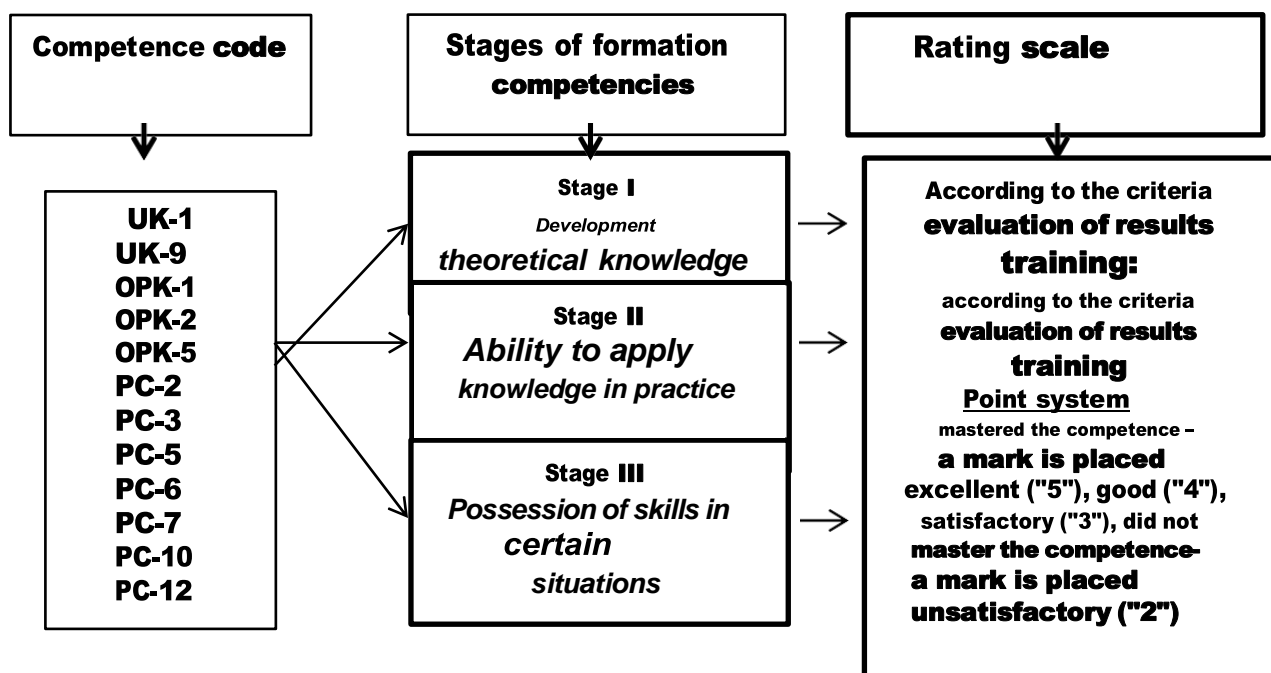 Competence code
Stages of formation
competencies
Rating scale
UK-1
UK-9
OPK-1
OPK-2
OPK-5
PC-2
PC-3
PC-5
PC-6
PC-7
PC-10
PC-12
Stage I
Development
theoretical knowledge
Stage II
Ability to apply
knowledge in practice
Stage III
Possession of skills in
certain
situations
According to the criteria
evaluation of results
training:
according to the criteria
evaluation of results
training
Point system
mastered the competence –
a mark is placed
excellent ("5"), good ("4"),
satisfactory ("3"), did not
master the competence-
a mark is placed
unsatisfactory ("2")